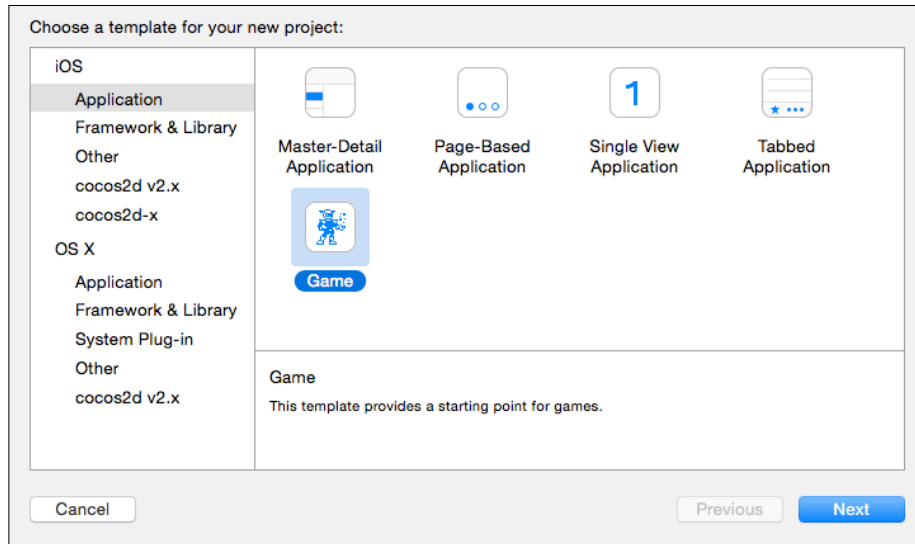 Choose a template for your new project:
iOS
Application
Framework & Library
Other
cocos2d v2.x
cocos2d-x
OS X
Application
Framework & Library
System Plug-in
Other
cocos2d v2.x
Master-Detail
Application
Page-Based
Application
1
Single View
Application
Tabbed
Application
Game
Game
This template provides a starting point for games.
Cancel
Previous
Next